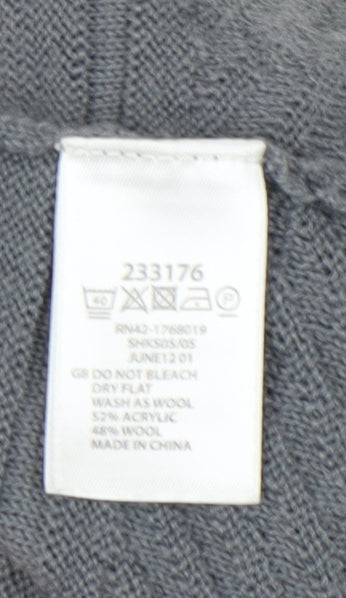 233176
40 P
RN42-1768019
SHKS05/05
JUNE12 01
GB DO NOT BLEACH
DRY FLAT
WASH AS WOOL
52% ACRYLIC
48% WOOL
MADE IN CHINA